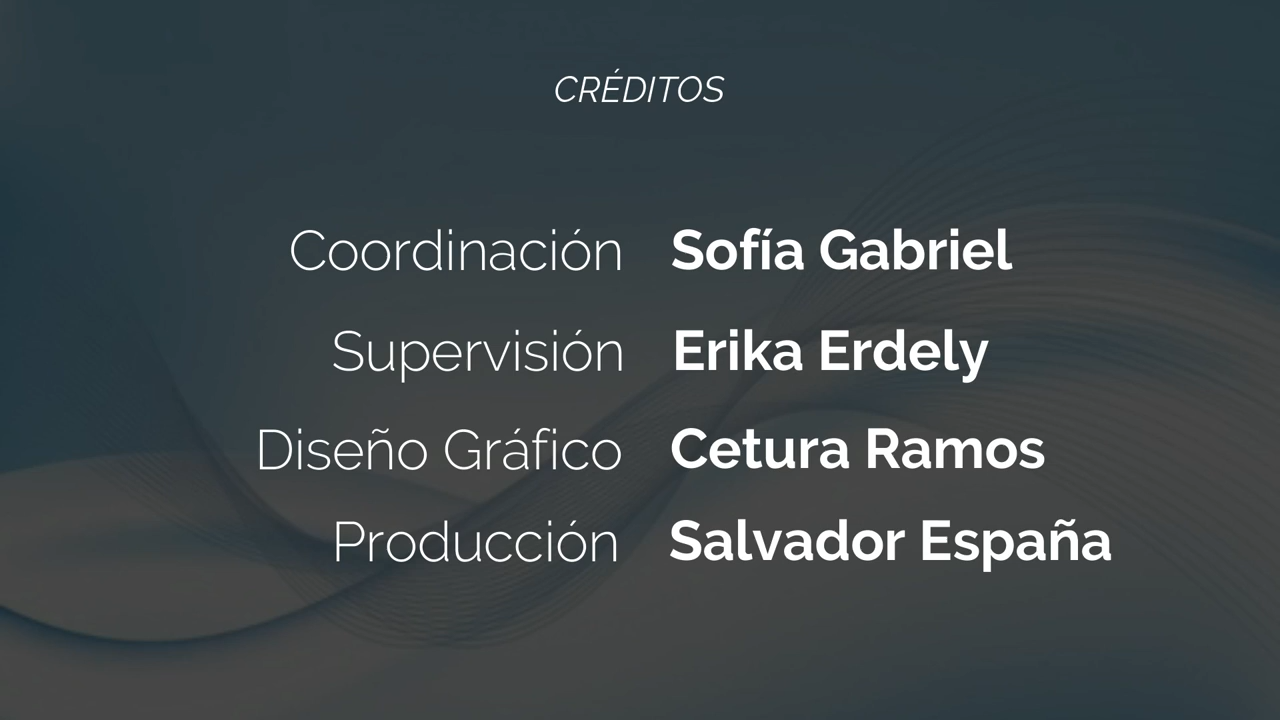 CRÉDITOS
Coordinación Sofía Gabriel
Supervisión Erika Erdely
Diseño Gráfico Cetura Ramos
Producción Salvador España